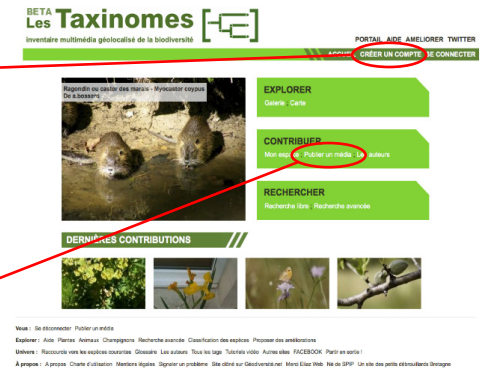 BETA
Les Taxinomes
inventaire multimédia géolocalisé de la biodiversité
PORTAIL AIDE AMELIORER TWITTER
ACCUEIL CRÉER UN COMPTE SE CONNECTER
Ragondin ou castor des marais - Myocastor coypus
De a.bossard
EXPLORER
Galerie - Carte
CONTRIBUER
Mon espace - Publier un média - Les auteurs
RECHERCHER
Recherche libre - Recherche avancée
DERNIÈRES CONTRIBUTIONS
Vous : Se déconnecter Publier un média
Explorer : Aide Plantes Animaux Champignons Recherche avancée Classification des espèces Proposer des améliorations
Univers : Raccourcis vers les espèces courantes Glossaire Les auteurs Tous les tags Tutoriels vidéo Autres sites FACEBOOK Partir en sortie !
À propos : A propos Charte d'utilisation Mentions légales Signaler un problème Site cloné sur Géodiversité.net Merci Eliaz Web Né de SPIP Un site des petits débrouillards Bretagne